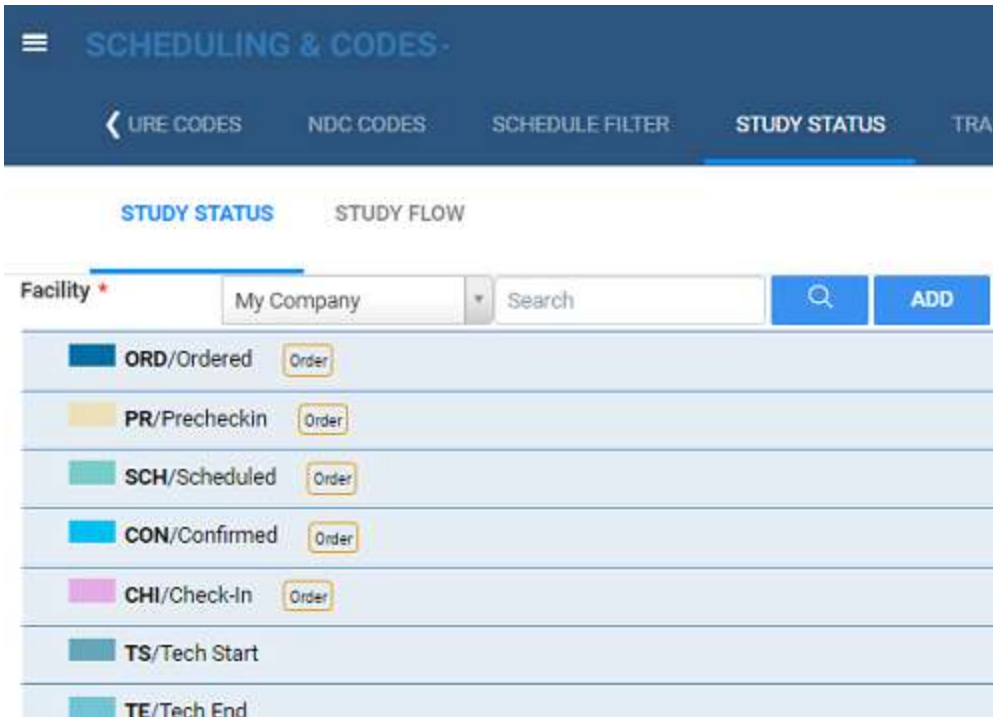 SCHEDULING & CODES -
URE CODES NDC CODES SCHEDULE FILTER STUDY STATUS TRA
STUDY STATUS STUDY FLOW
Facility * My Company Search ADD
ORD/Ordered Order
PR/Precheckin Order
SCH/Scheduled Order
CON/Confirmed Order
CHI/Check-In Order
TS/Tech Start
TE/Tech End